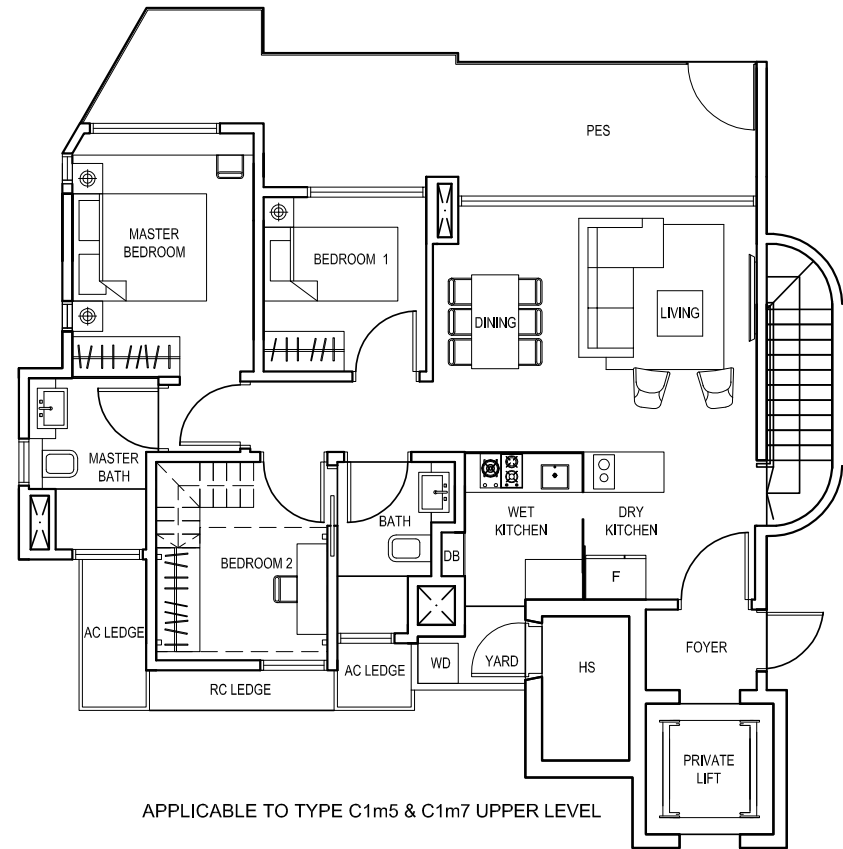 PES
MASTER
BEDROOM
BEDROOM 1
DINING
LIVING
MASTER
BATH
BATH
WET
KITCHEN
DRY
KITCHEN
BEDROOM 2
DB
F
AC LEDGE
FOYER
WD
YARD
HS
AC LEDGE
RC LEDGE
PRIVATE
LIFT
APPLICABLE TO TYPE C1m5 & C1m7 UPPER LEVEL